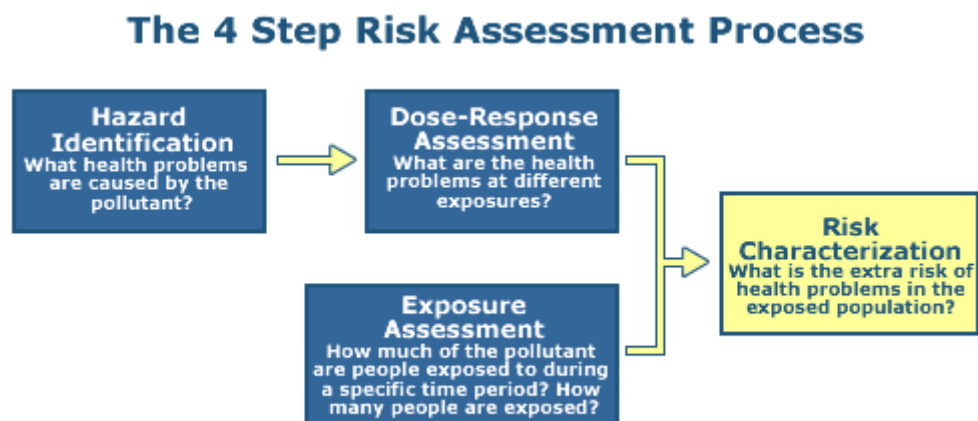 The 4 Step Risk Assessment Process
Hazard
Identification
What health problems
are caused by the
pollutant?
Dose-Response
Assessment
What are the health
problems at different
exposures?
Exposure
Assessment
How much of the pollutant
are people exposed to during
a specific time period? How
many people are exposed?
Risk
Characterization
What is the extra risk of
health problems in the
exposed population?